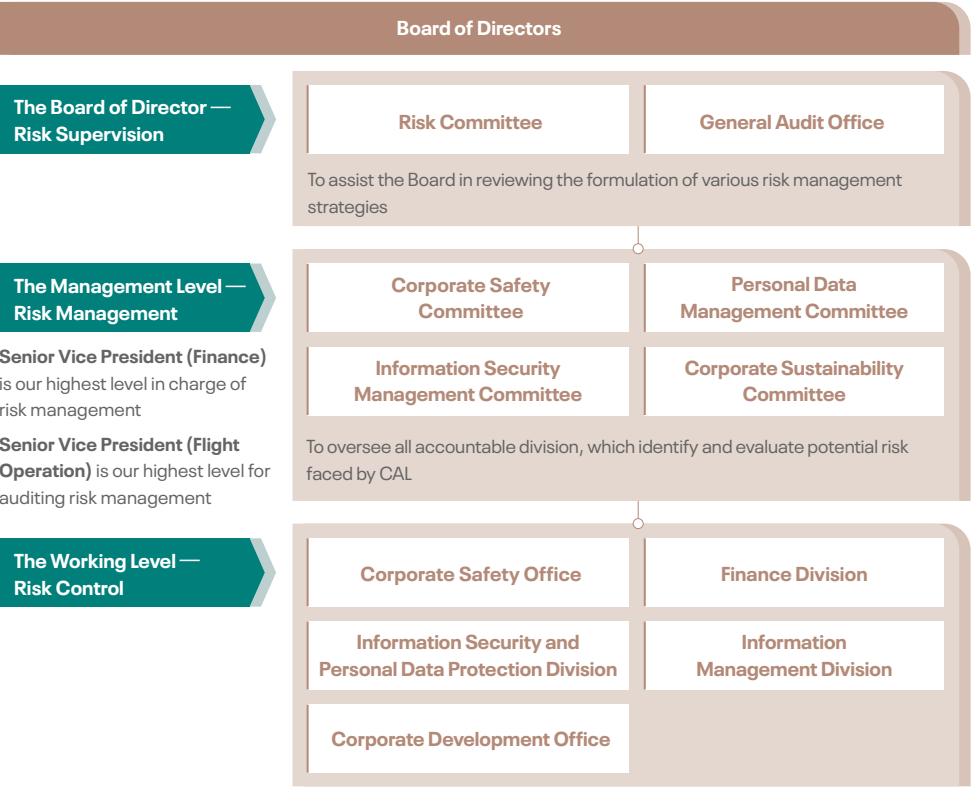 Board of Directors
The Board of Director —
Risk Supervision
Risk Committee
General Audit Office
To assist the Board in reviewing the formulation of various risk management
strategies
The Management Level —
Risk Management
Senior Vice President (Finance)
is our highest level in charge of
risk management
Senior Vice President (Flight
Operation) is our highest level for
auditing risk management
Corporate Safety
Committee
Personal Data
Management Committee
Information Security
Management Committee
Corporate Sustainability
Committee
To oversee all accountable division, which identify and evaluate potential risk
faced by CAL
The Working Level —
Risk Control
Corporate Safety Office
Finance Division
Information Security and
Personal Data Protection Division
Information
Management Division
Corporate Development Office